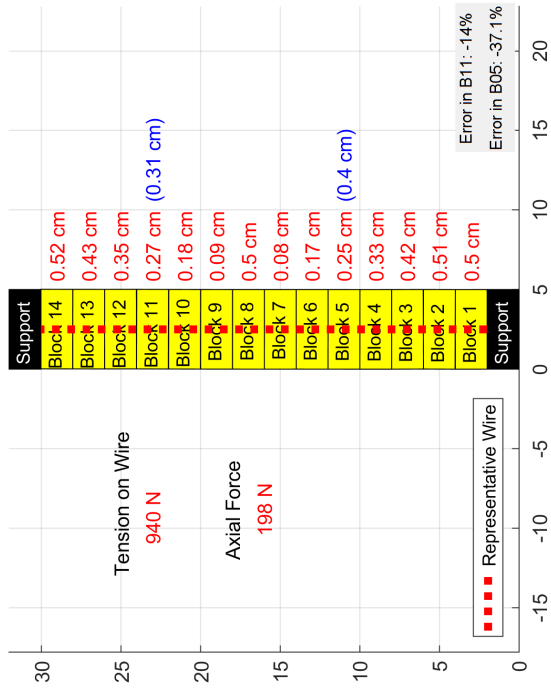 Support
Block 14 0.52 cm
Block 13 0.43 cm
Block 12 0.35 cm
Block 11 0.27 cm (0.31 cm)
Block 10 0.18 cm
Block 9 0.09 cm
Block 8 0.5 cm
Block 7 0.08 cm
Block 6 0.17 cm
Block 5 0.25 cm (0.4 cm)
Block 4 0.33 cm
Block 3 0.42 cm
Block 2 0.51 cm
Block 1 0.5 cm
Support
Tension on Wire
940 N
Axial Force
198 N
Representative Wire
Error in B11: -14%
Error in B05: -37.1%
30
25
20
15
10
5
0
-15
-10
-5
0
5
10
15
20